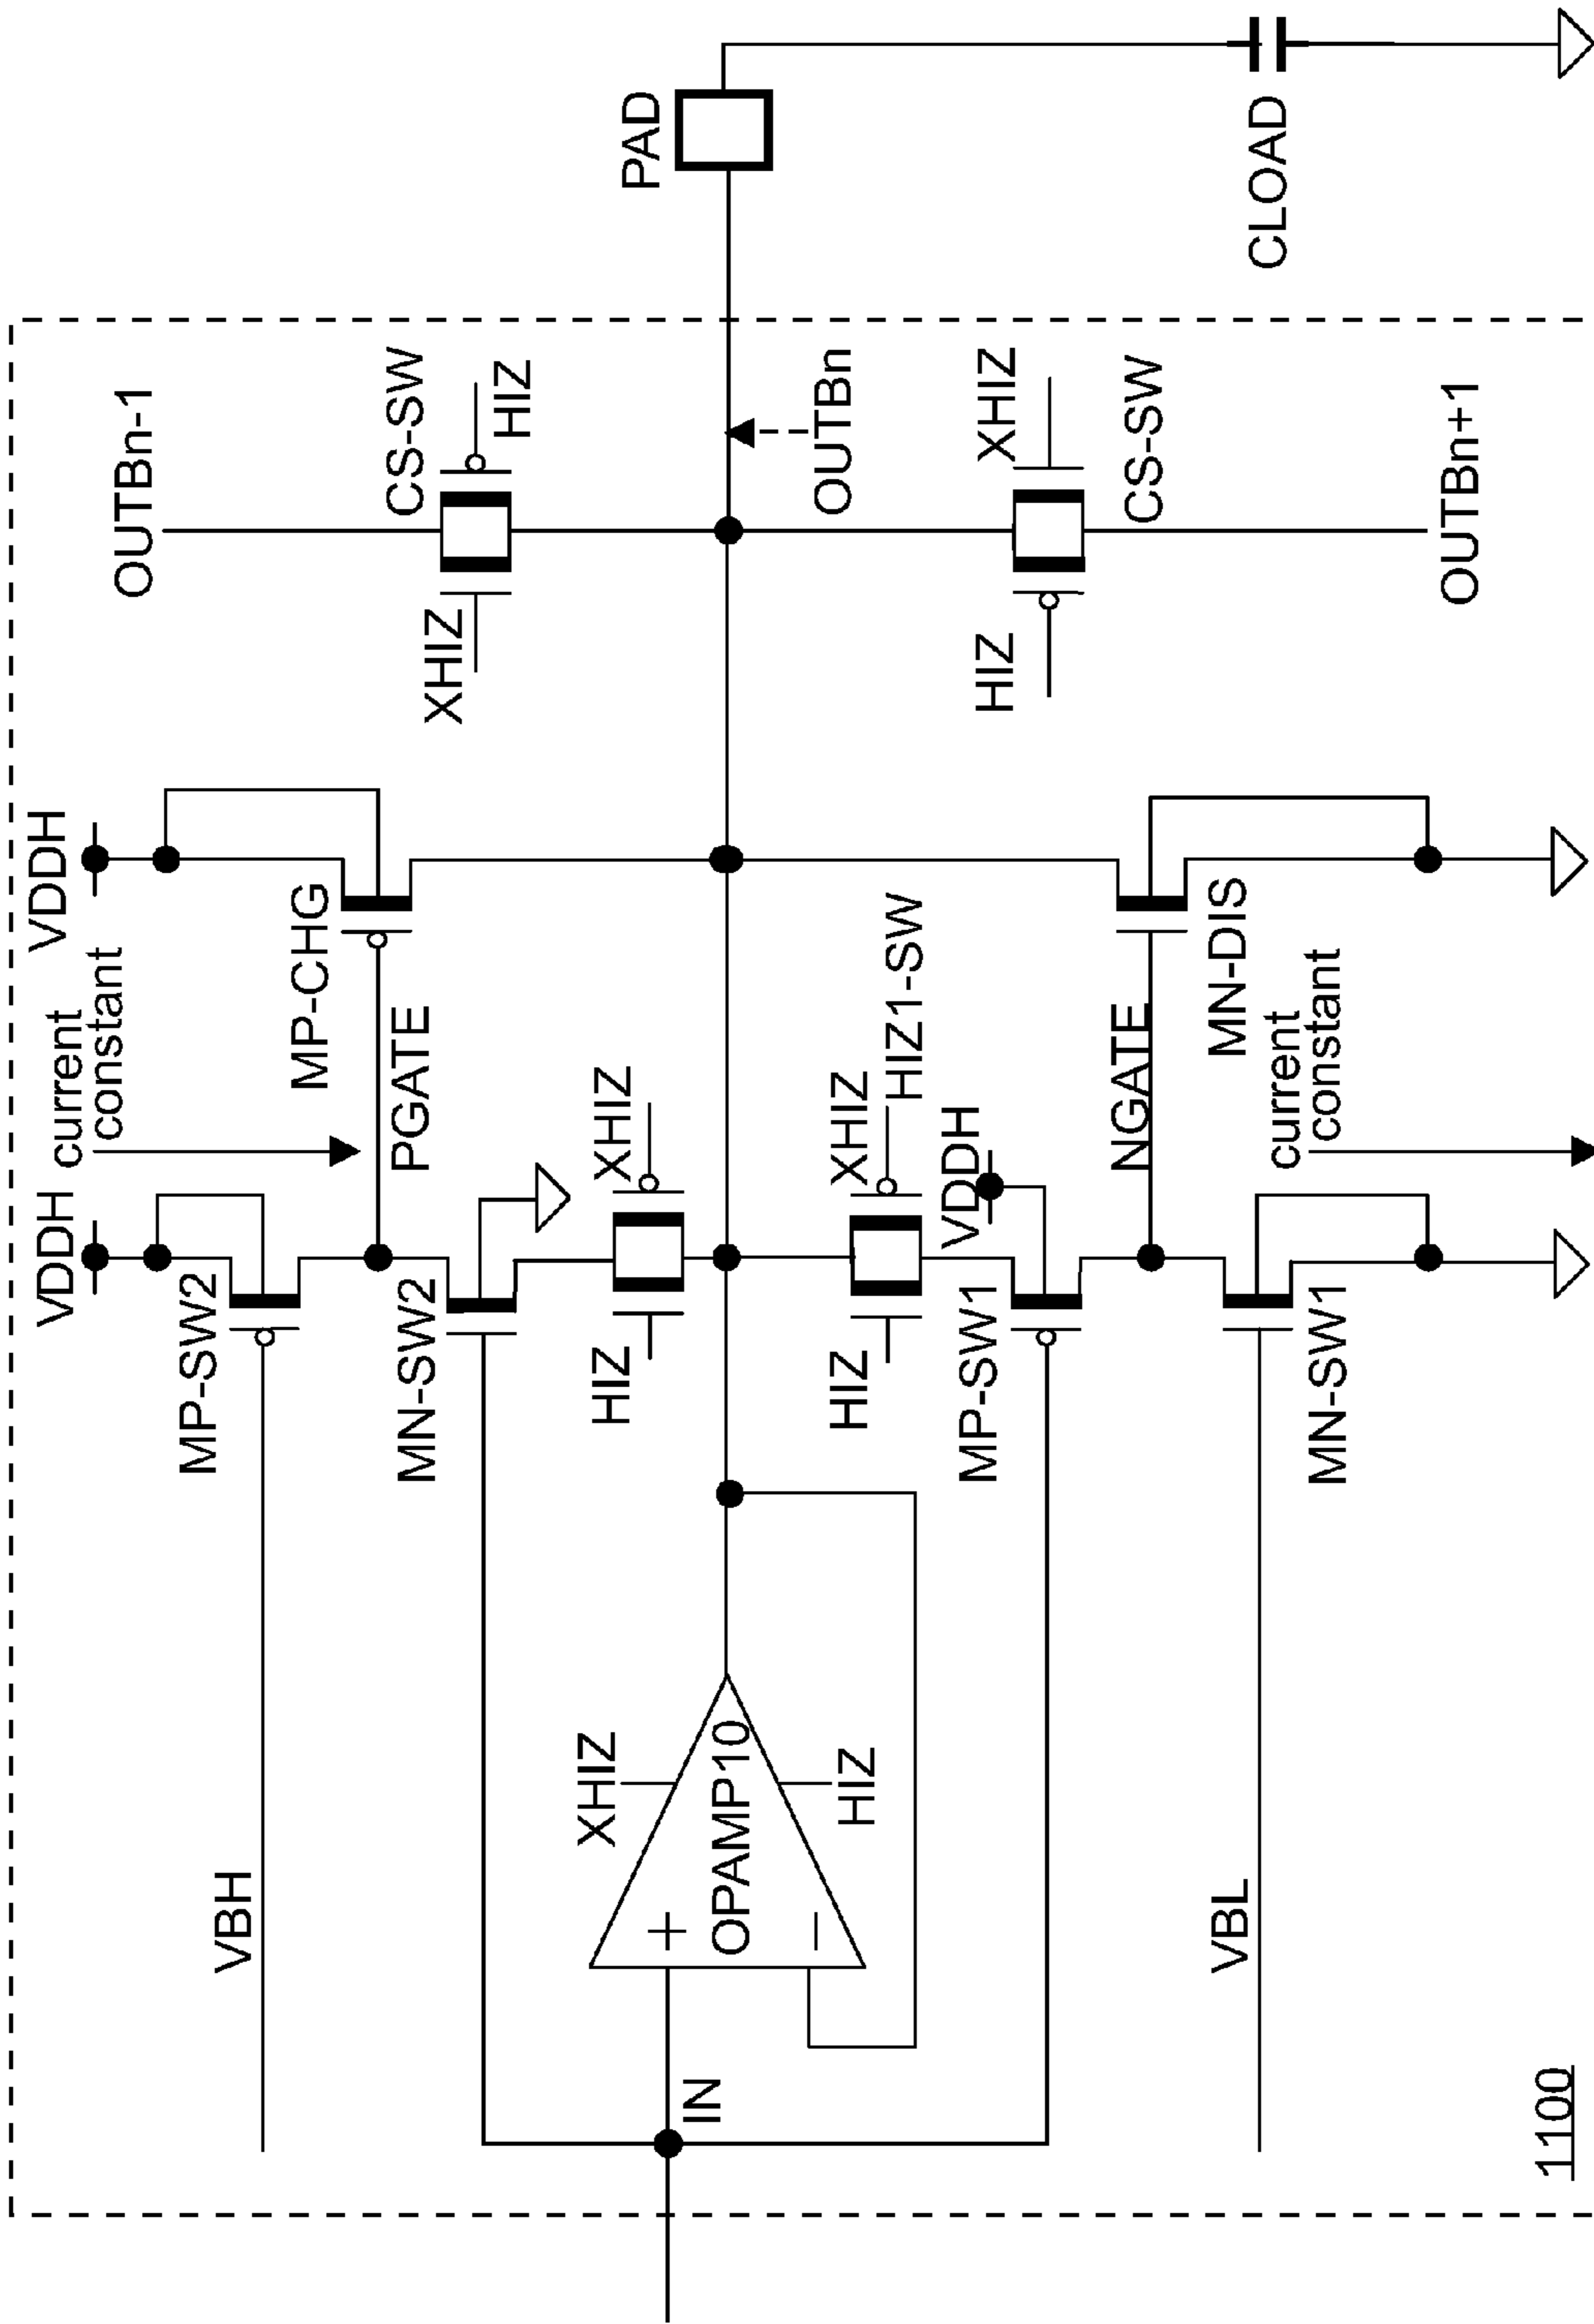 OUTBn-1
CS-SW
XHIZ
HIZ
PAD
OUTBn
XHIZ
HIZ
CS-SW
OUTBn+1
CLOAD
VDDH
VDDH
current
constant
MP-CHG
PGATE
MP-SW2
MN-SW2
XHIZ
HIZ
XHIZ
HIZ1-SW
HIZ
VDDH
MP-SW1
NGATE
MN-DIS
current
constant
MN-SW1
VBH
XHIZ
+
OPAMP10
−
HIZ
IN
VBL
1100